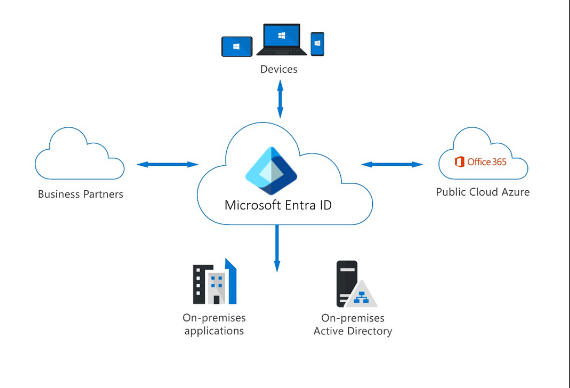 Devices
Office 365
Business Partners
Microsoft Entra ID
Public Cloud Azure
On-premises
applications
On-premises
Active Directory